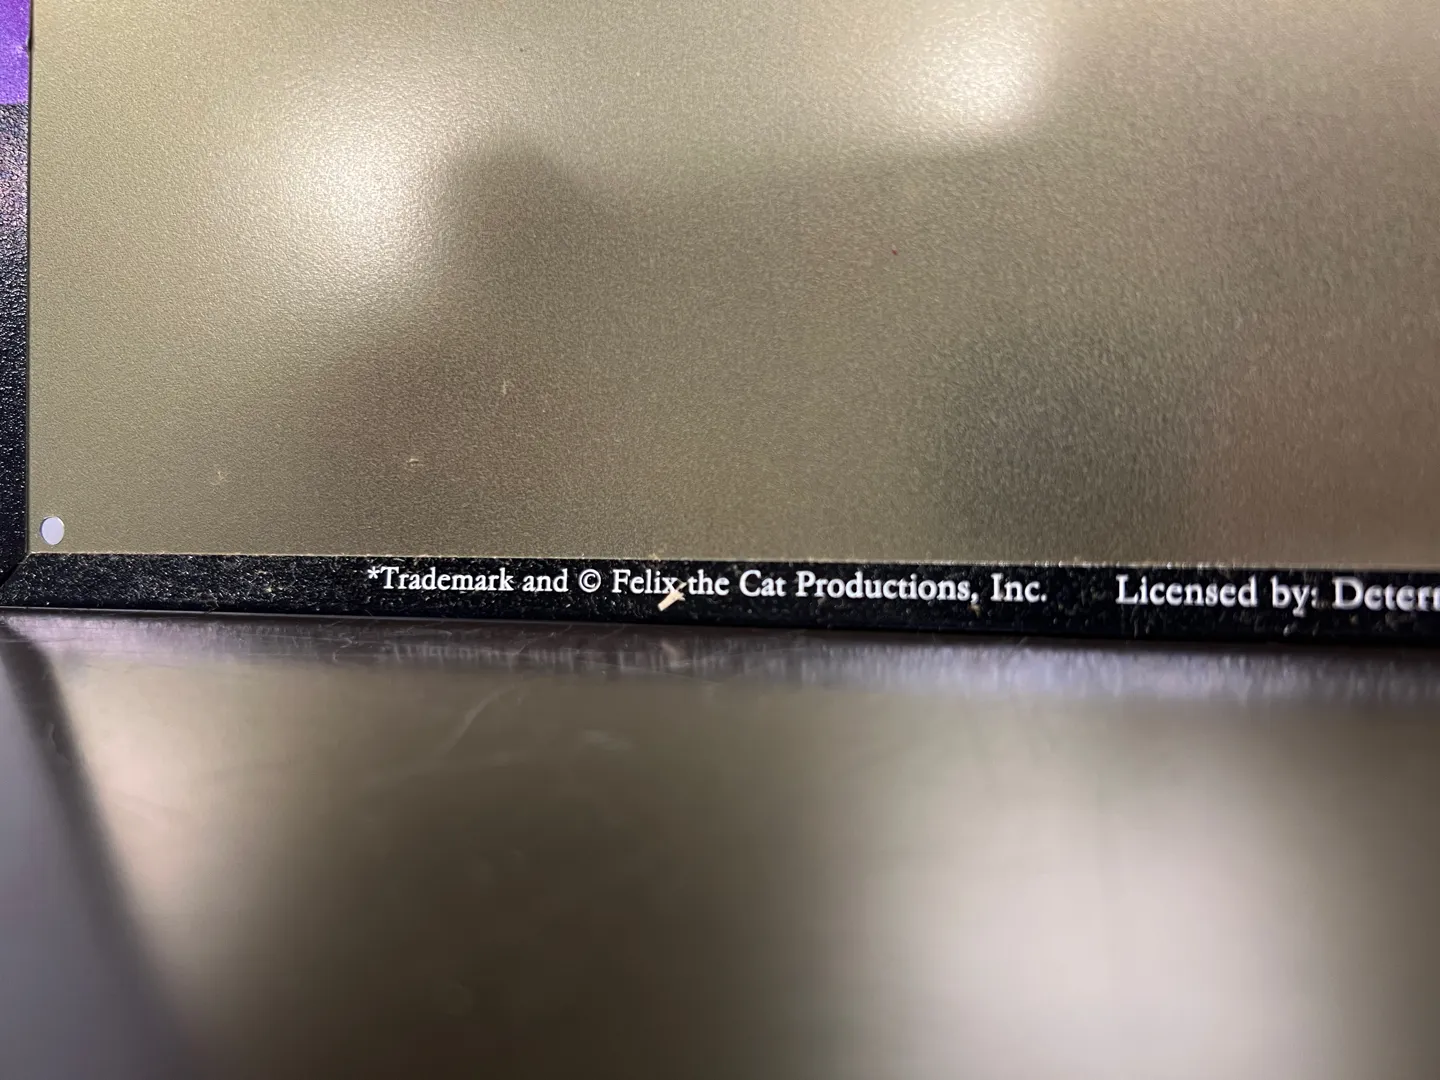 *Trademark and © Felix the Cat Productions, Inc. Licensed by: